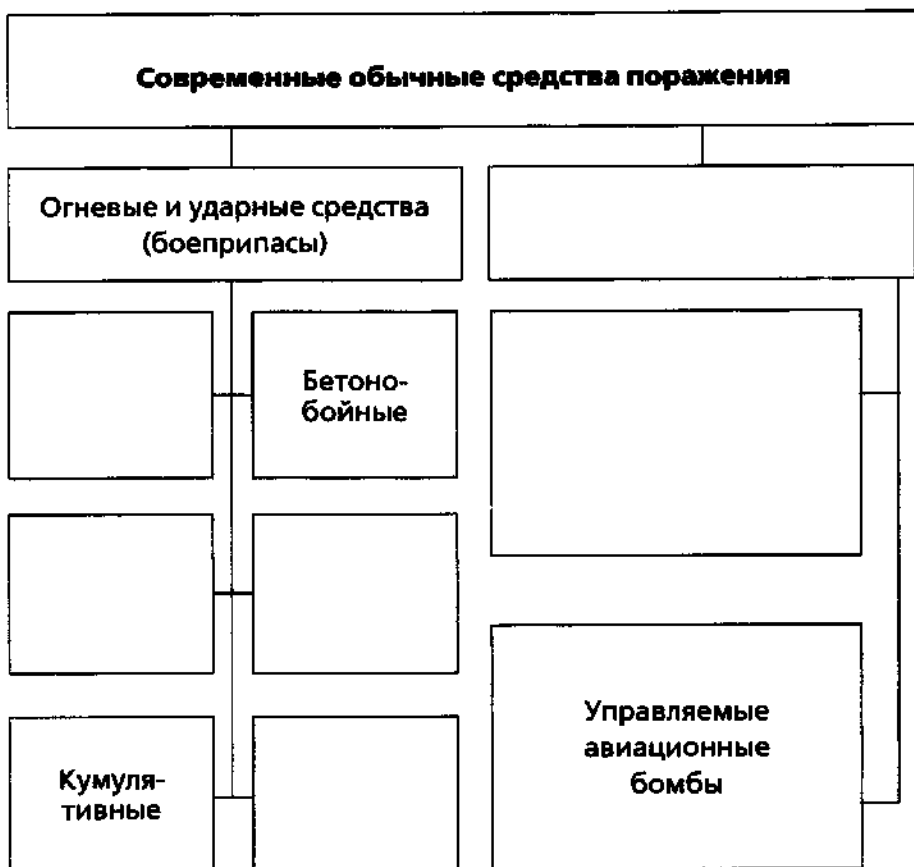 Современные обычные средства поражения
Огневые и ударные средства
(боеприпасы)
Бетоно-
бойные
Кумуля-
тивные
Управляемые
авиационные
бомбы